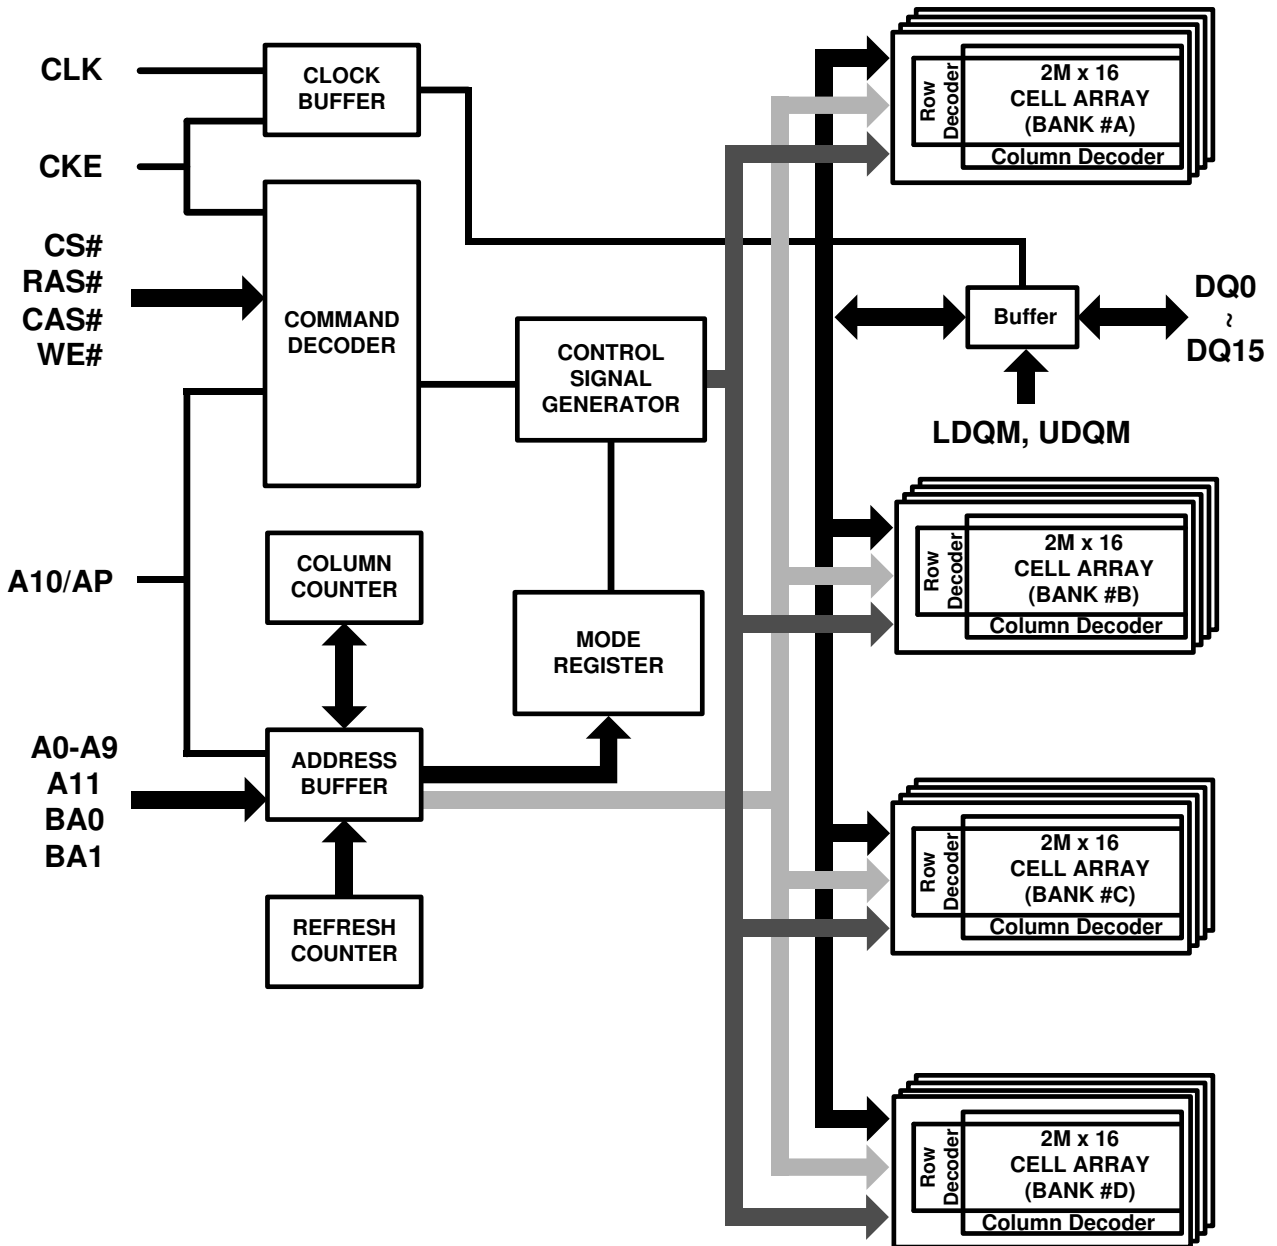 CLK
CLOCK
BUFFER
CKE
CS#
RAS#
CAS#
WE#
COMMAND
DECODER
CONTROL
SIGNAL
GENERATOR
A10/AP
COLUMN
COUNTER
MODE
REGISTER
A0-A9
A11
BA0
BA1
ADDRESS
BUFFER
REFRESH
COUNTER
Row
Decoder
2M x 16
CELL ARRAY
(BANK #A)
Column Decoder
Buffer
DQ0
~
DQ15
LDQM, UDQM
Row
Decoder
2M x 16
CELL ARRAY
(BANK #B)
Column Decoder
Row
Decoder
2M x 16
CELL ARRAY
(BANK #C)
Column Decoder
Row
Decoder
2M x 16
CELL ARRAY
(BANK #D)
Column Decoder